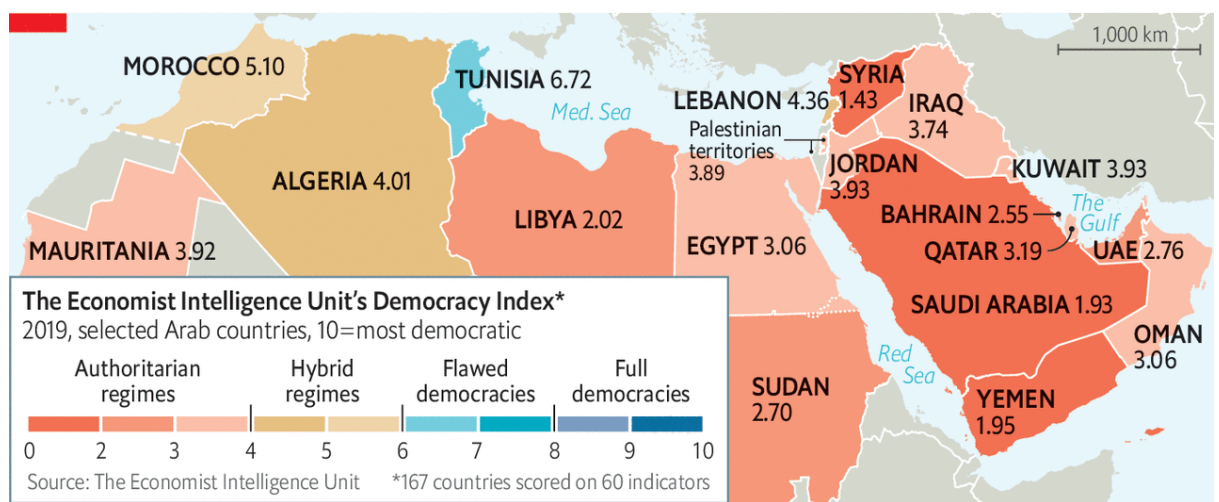 1,000 km
MOROCCO 5.10
TUNISIA 6.72
SYRIA
1.43
LEBANON 4.36
IRAQ
3.74
Med. Sea
Palestinian
territories
3.89
JORDAN
3.93
KUWAIT 3.93
ALGERIA 4.01
The
Gulf
BAHRAIN 2.55
LIBYA 2.02
MAURITANIA 3.92
EGYPT 3.06
QATAR 3.19
UAE 2.76
SAUDI ARABIA 1.93
OMAN
3.06
Red
Sea
SUDAN
2.70
YEMEN
1.95
The Economist Intelligence Unit's Democracy Index*
2019, selected Arab countries, 10=most democratic
Authoritarian
regimes
Hybrid
regimes
Flawed
democracies
Full
democracies
0 2 3 4 5 6 7 8 9 10
Source: The Economist Intelligence Unit *167 countries scored on 60 indicators